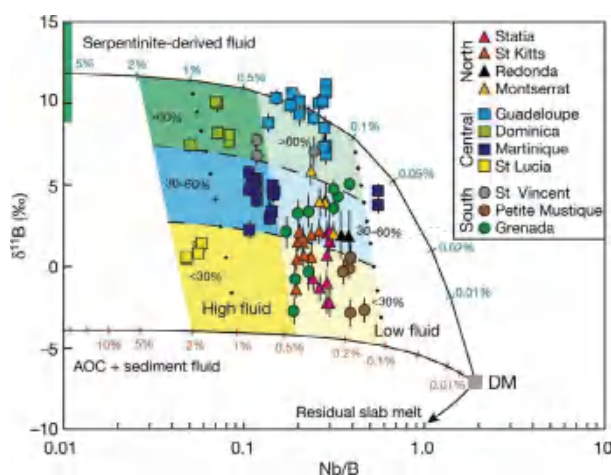 15
10
5
0
−5
−10
δ¹¹B (‰)
0.01
0.1
1.0
10
Nb/B
Serpentinite-derived fluid
5%
2%
1%
0.5%
0.1%
0.05%
0.02%
0.01%
>60%
>60%
30–60%
30–60%
<30%
<30%
High fluid
Low fluid
10%
5%
2%
1%
0.5%
0.2%
0.1%
0.01%
AOC + sediment fluid
DM
Residual slab melt
North
Statia
St Kitts
Redonda
Montserrat
Central
Guadeloupe
Dominica
Martinique
St Lucia
South
St Vincent
Petite Mustique
Grenada